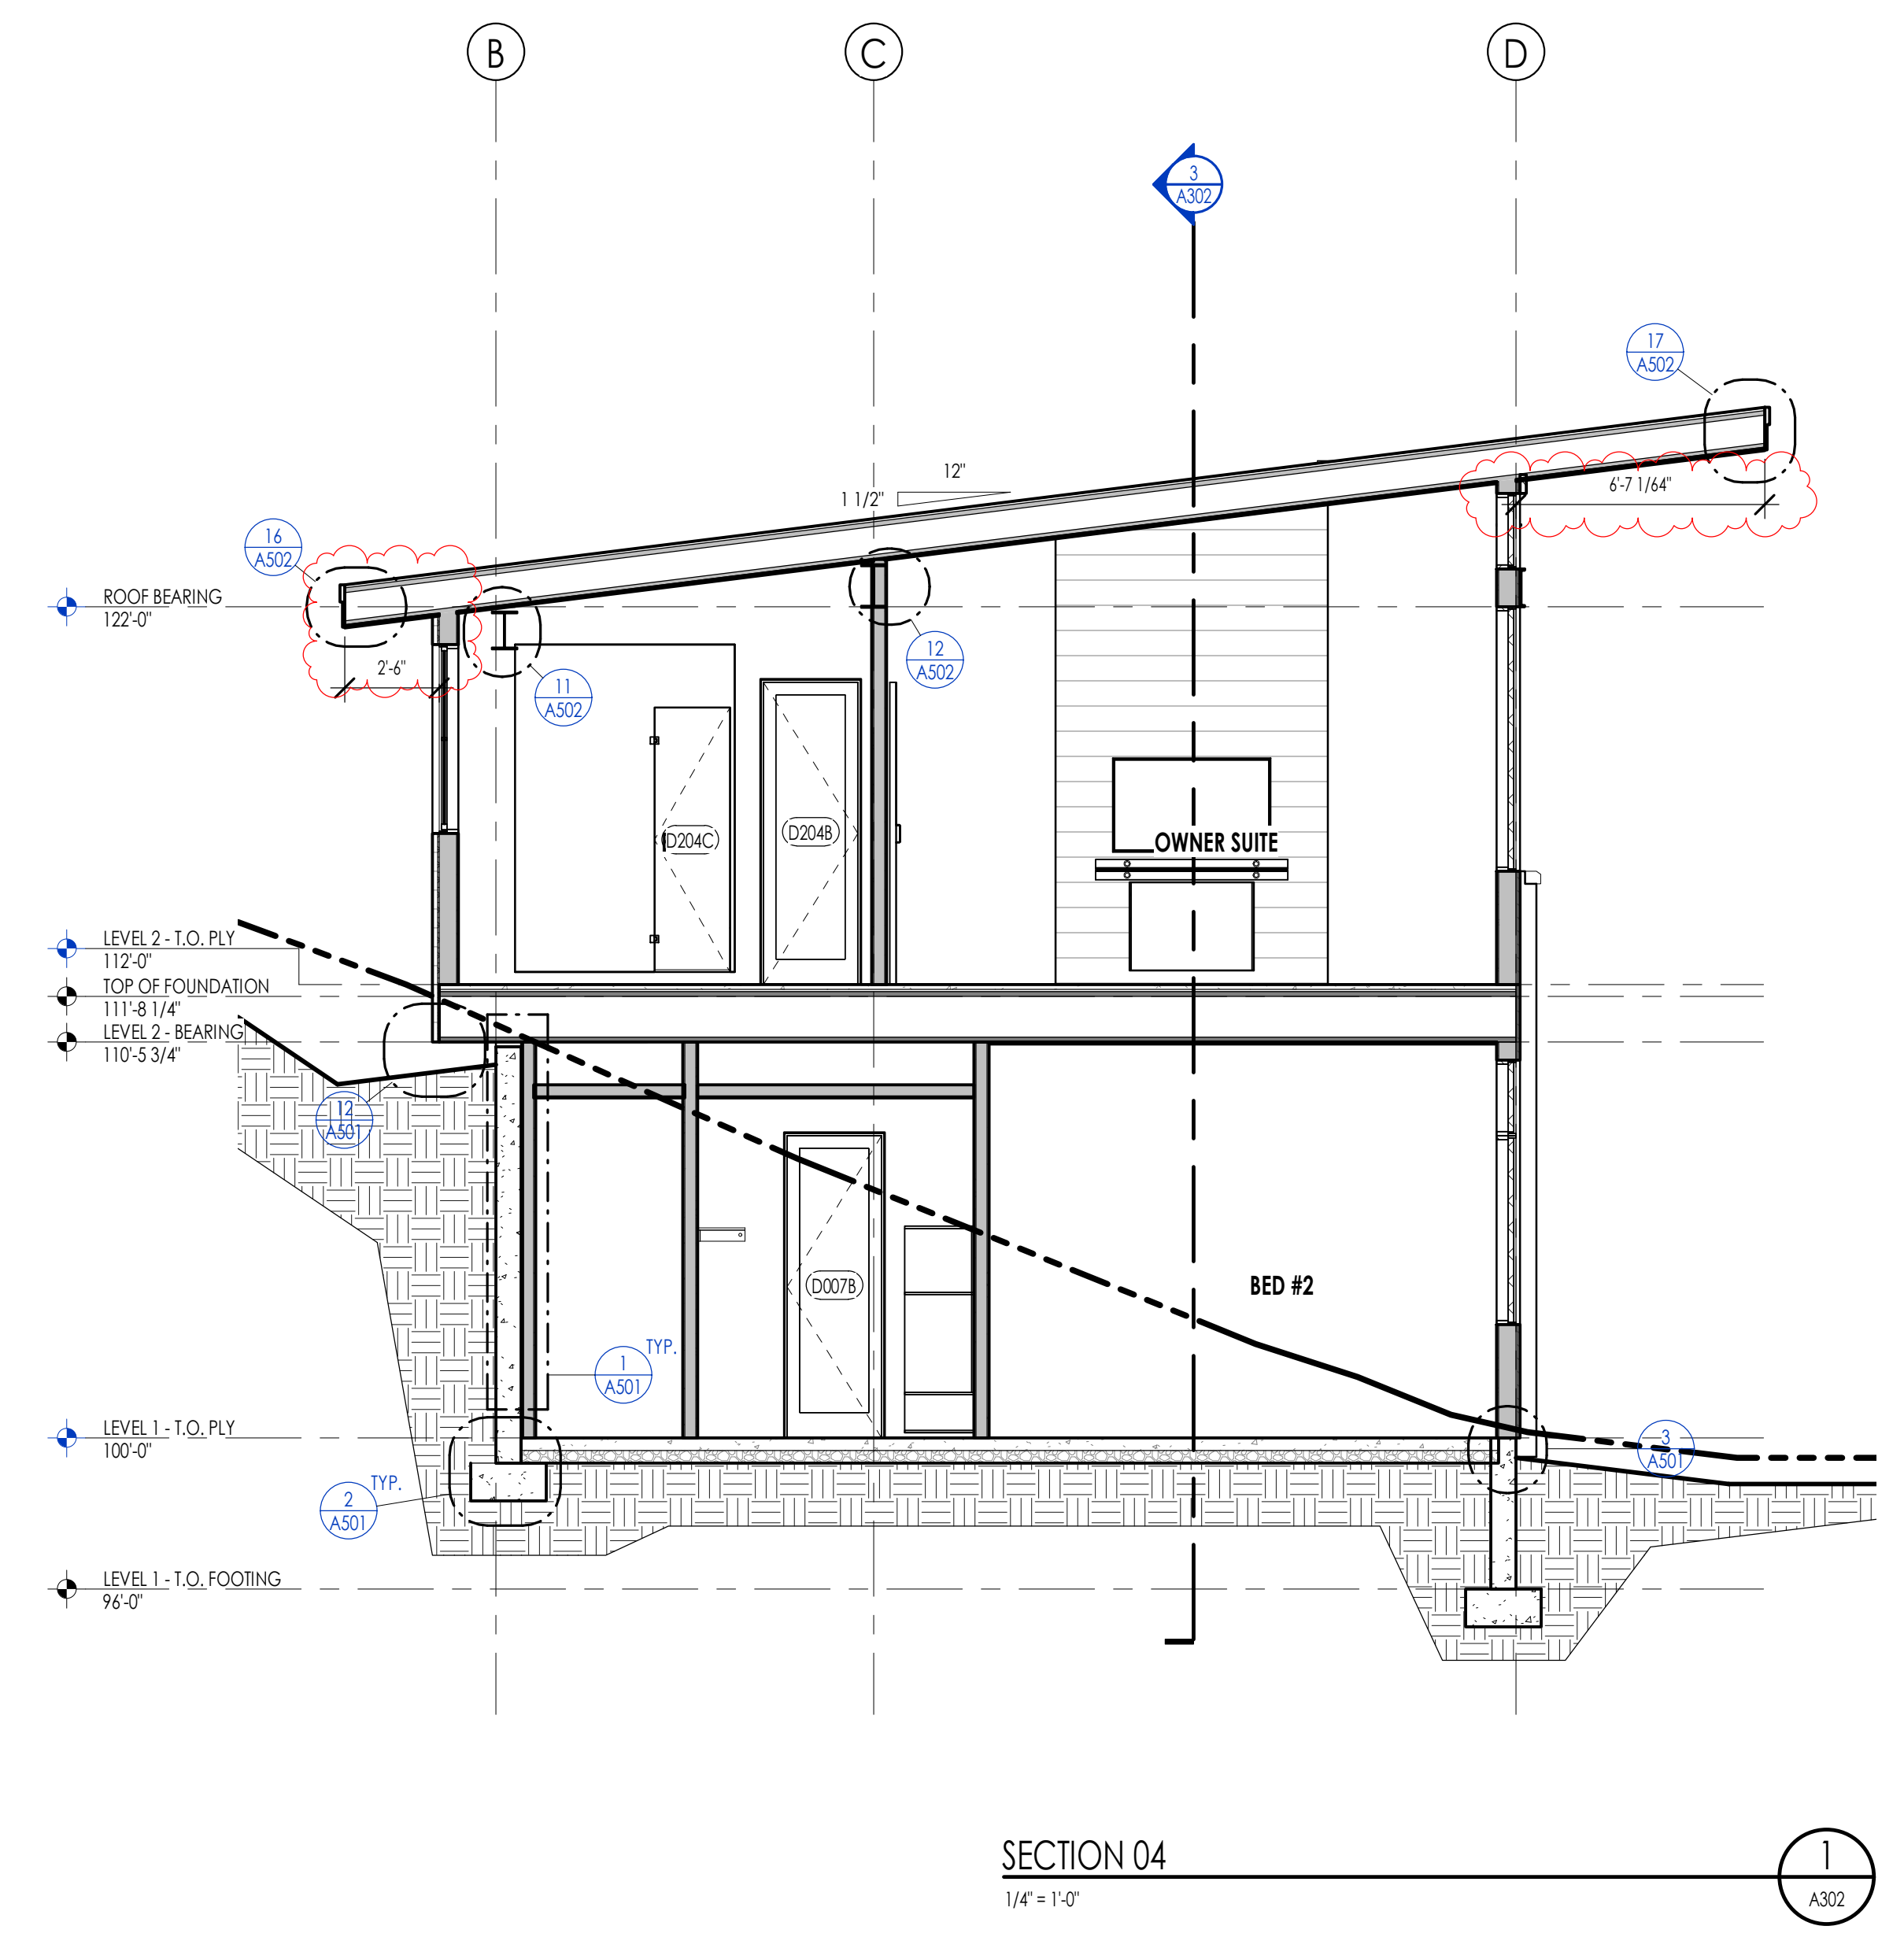 B
C
D
3
A302
17
A502
12"
1 1/2"
6'-7 1/64"
16
A502
ROOF BEARING
122'-0"
2'-6"
12
A502
11
A502
D204C
D204B
OWNER SUITE
LEVEL 2 - T.O. PLY
112'-0"
TOP OF FOUNDATION
111'-8 1/4"
LEVEL 2 - BEARING
110'-5 3/4"
12
A501
D007B
BED #2
TYP.
1
A501
LEVEL 1 - T.O. PLY
100'-0"
3
A501
TYP.
2
A501
LEVEL 1 - T.O. FOOTING
96'-0"
SECTION 04
1/4" = 1'-0"
1
A302